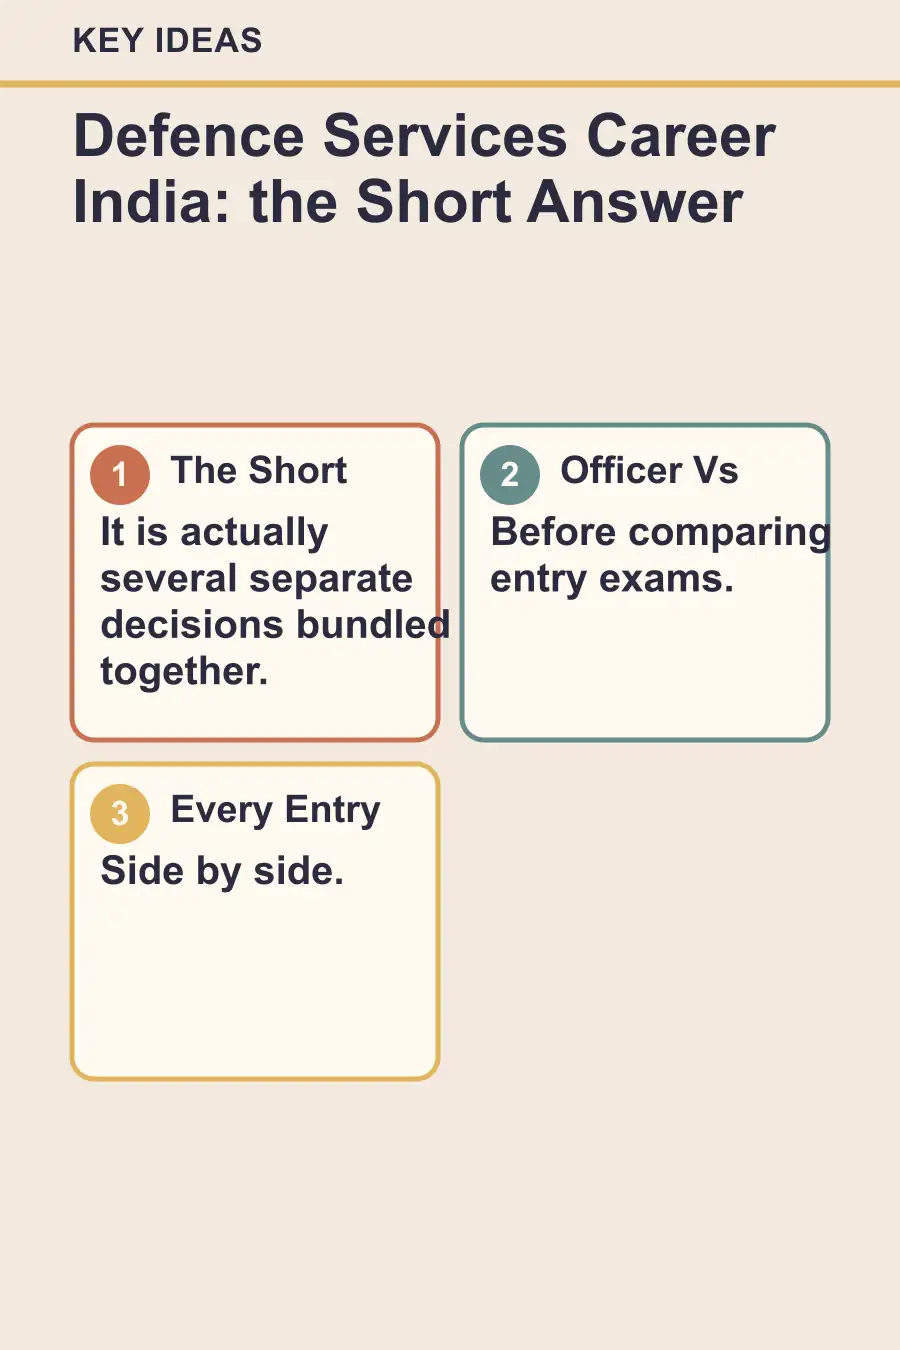 KEY IDEAS
Defence Services Career
India: the Short Answer
1
The Short
It is actually
several separate
decisions bundled
together.
2
Officer Vs
Before comparing
entry exams.
3
Every Entry
Side by side.